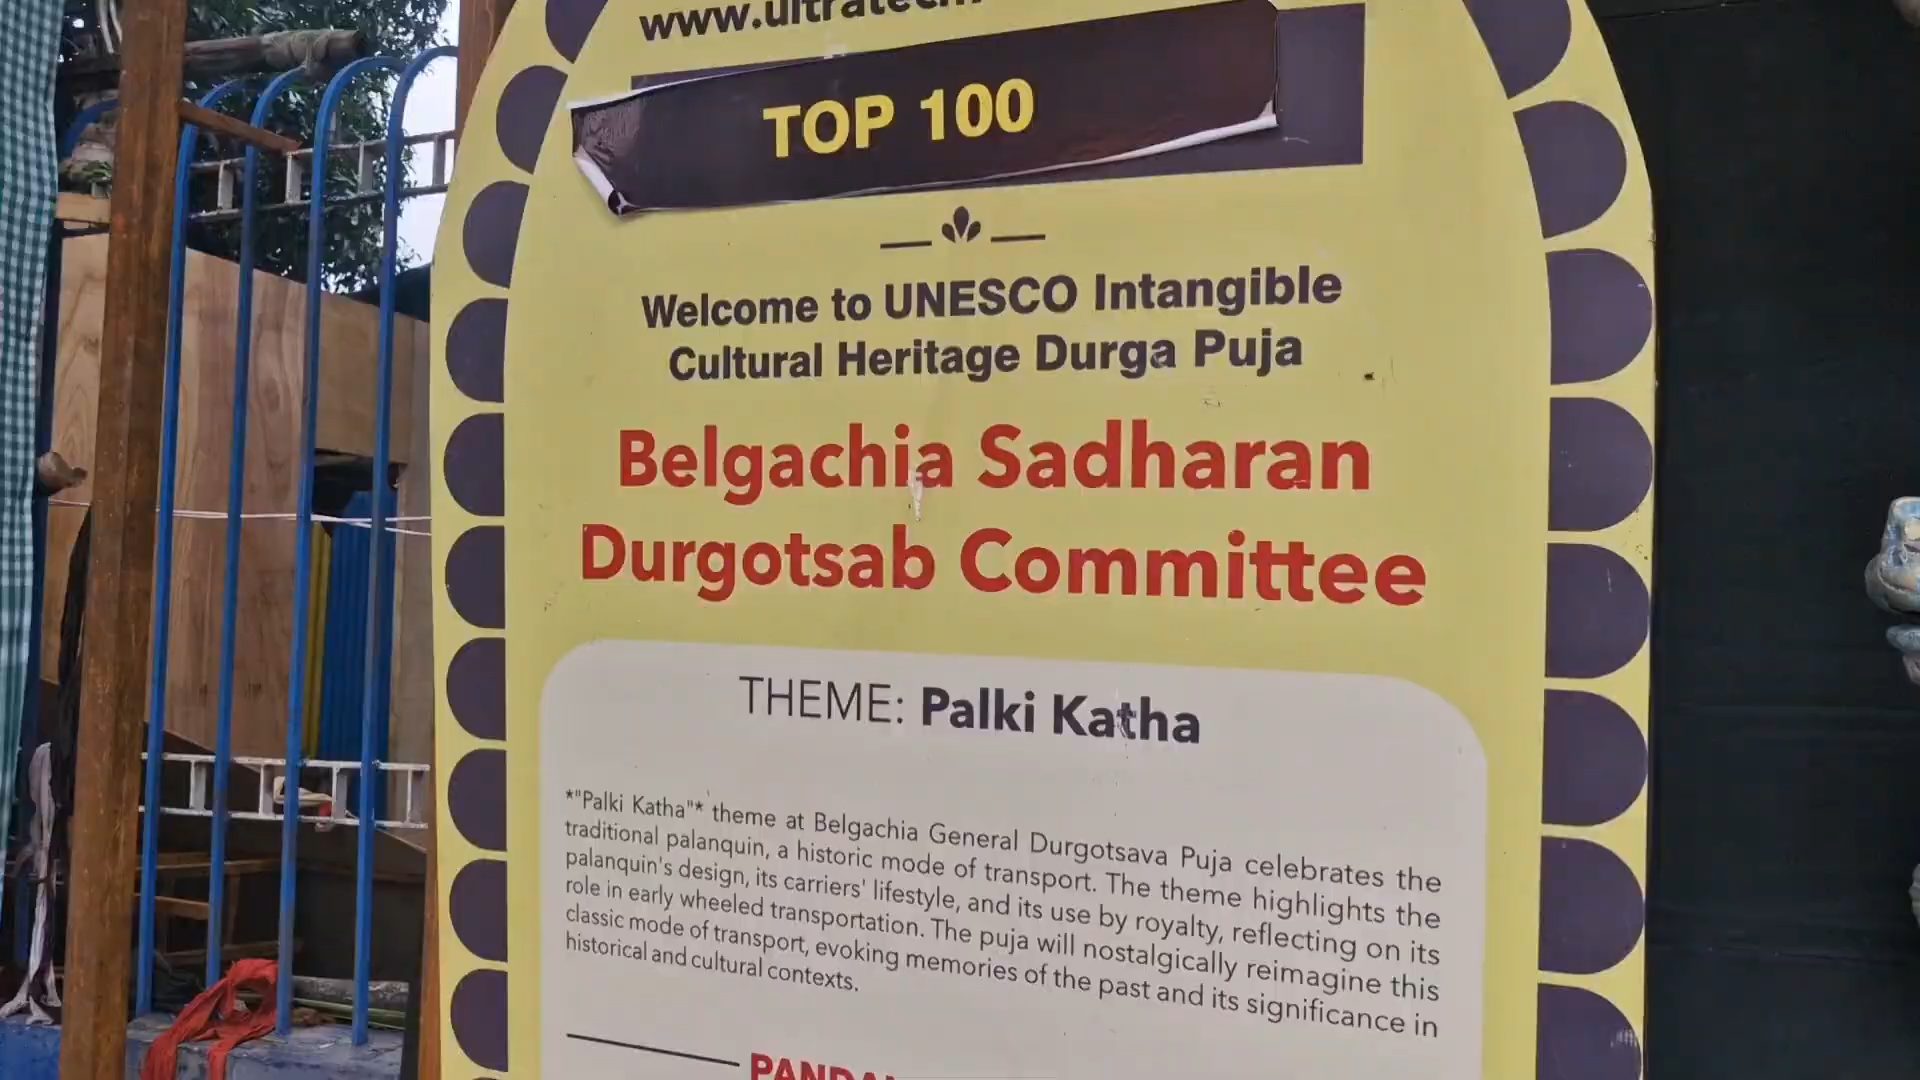 TOP 100
Welcome to UNESCO Intangible
Cultural Heritage Durga Puja
Belgachia Sadharan
Durgotsab Committee
THEME: Palki Katha
*"Palki Katha"* theme at Belgachia General Durgotsava Puja celebrates the
traditional palanquin, a historic mode of transport. The theme highlights the
palanquin's design, its carriers' lifestyle, and its use by royalty, reflecting on its
role in early wheeled transportation. The puja will nostalgically reimagine this
classic mode of transport, evoking memories of the past and its significance in
historical and cultural contexts.